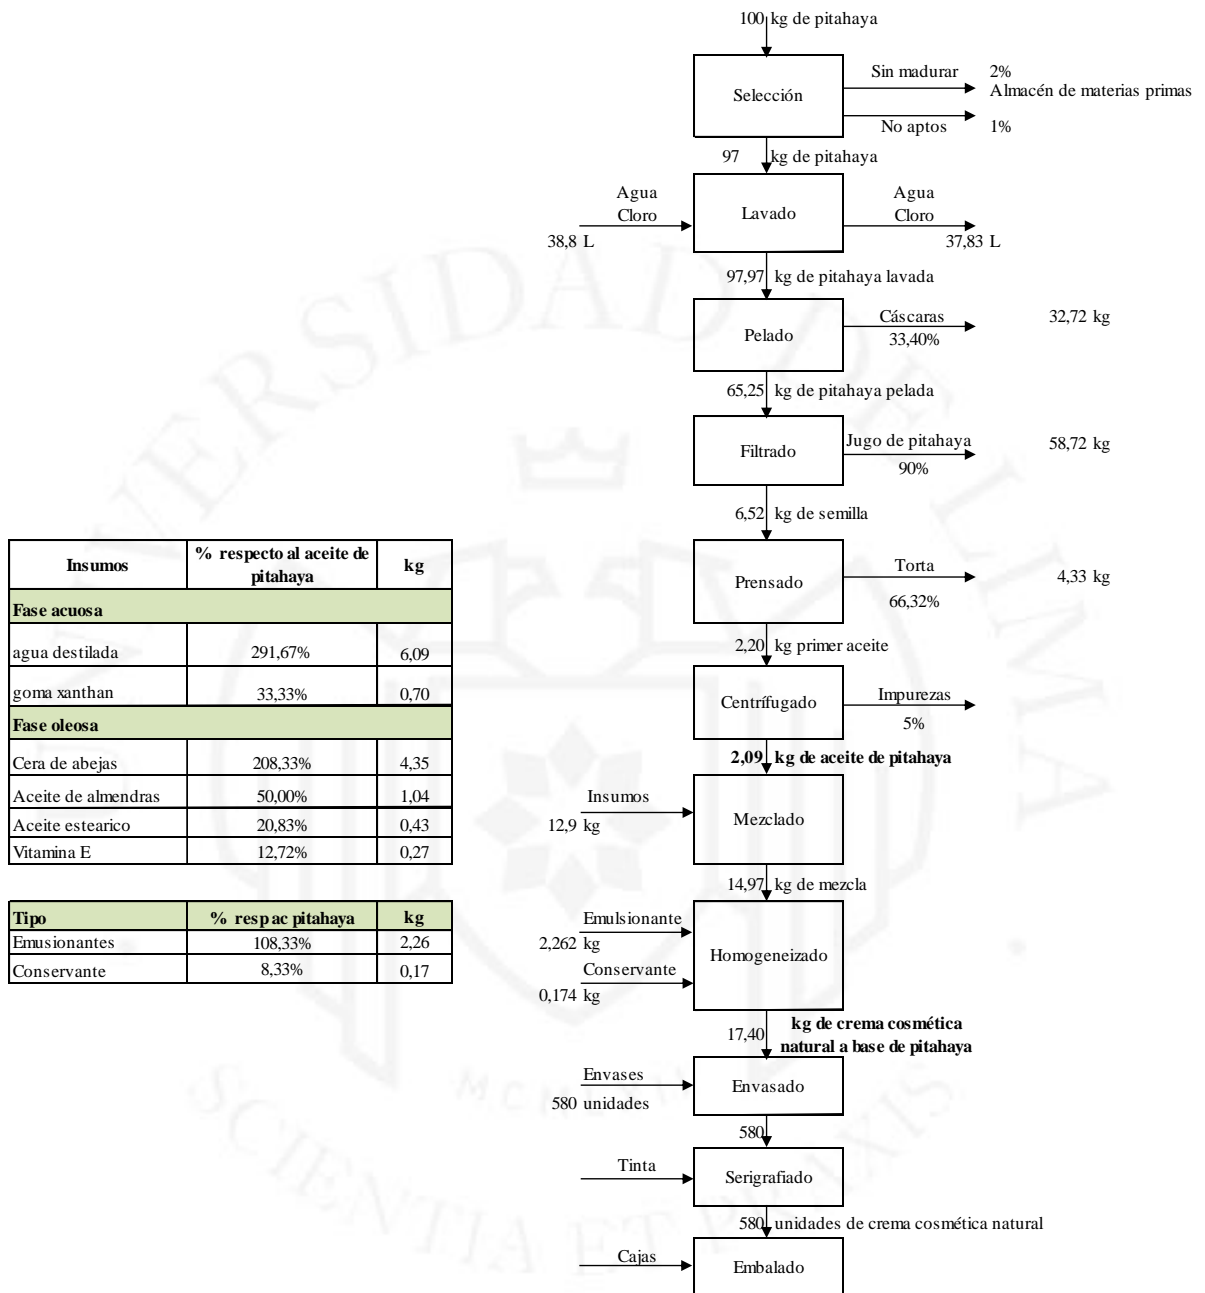 100 kg de pitahaya
Selección
Sin madurar 2%
Almacén de materias primas
No aptos 1%
97 kg de pitahaya
Agua
Cloro
38,8 L
Lavado
Agua
Cloro
37,83 L
97,97 kg de pitahaya lavada
Pelado
Cáscaras
33,40%
32,72 kg
65,25 kg de pitahaya pelada
Filtrado
Jugo de pitahaya
90%
58,72 kg
6,52 kg de semilla
Prensado
Torta
66,32%
4,33 kg
2,20 kg primer aceite
Centrífugado
Impurezas
5%
2,09 kg de aceite de pitahaya
Insumos
12,9 kg
Mezclado
14,97 kg de mezcla
Emulsionante
2,262 kg
Conservante
0,174 kg
Homogeneizado
17,40 kg de crema cosmética
natural a base de pitahaya
Envases
580 unidades
Envasado
580
Tinta
Serigrafiado
580 unidades de crema cosmética natural
Cajas
Embalado
Insumos % respecto al aceite de pitahaya kg
Fase acuosa
agua destilada 291,67% 6,09
goma xanthan 33,33% 0,70
Fase oleosa
Cera de abejas 208,33% 4,35
Aceite de almendras 50,00% 1,04
Aceite estearico 20,83% 0,43
Vitamina E 12,72% 0,27
Tipo % resp ac pitahaya kg
Emusionantes 108,33% 2,26
Conservante 8,33% 0,17
UNIVERSIDAD DE LIMA
SCIENTIA ET PRAXIS